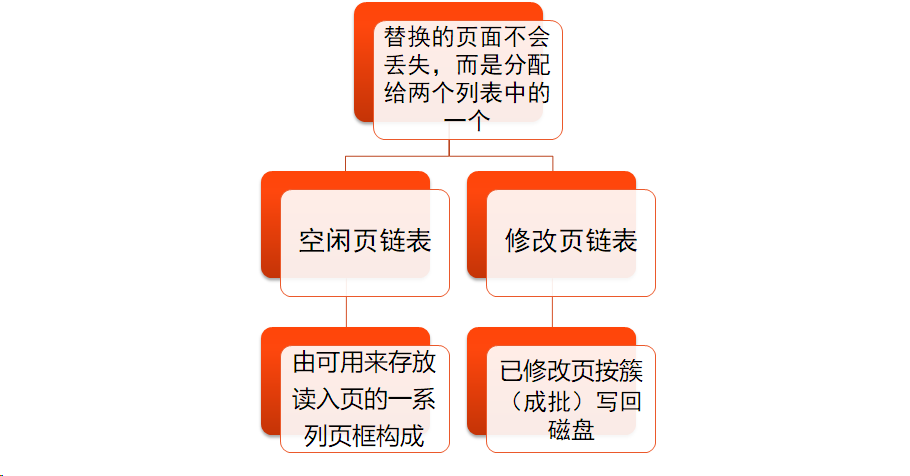 替换的页面不会
丢失，而是分配
给两个列表中的
一个
空闲页链表
修改页链表
由可用来存放
读入页的一系
列页框构成
已修改页按簇
（成批）写回
磁盘